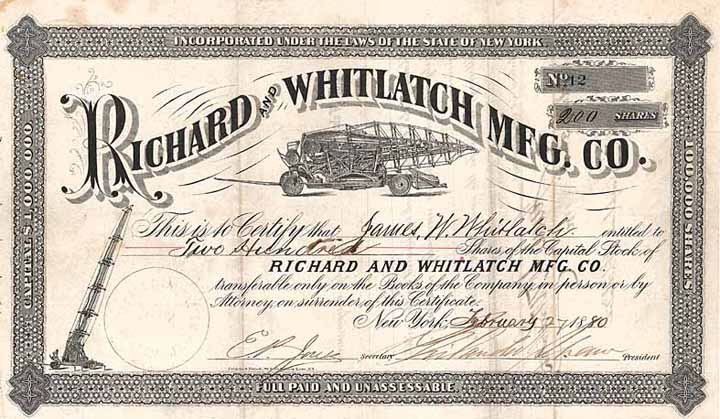 INCORPORATED UNDER THE LAWS OF THE STATE OF NEW YORK.
No. 12
200 SHARES
RICHARD AND WHITLATCH MFG. CO.
CAPITAL $1,000,000
100,000 SHARES
This is to Certify that James. W. Whitlatch entitled to
Two Hundred Shares of the Capital Stock of
RICHARD AND WHITLATCH MFG. CO.
transferable only on the Books of the Company in person or by
Attorney, on surrender of this Certificate.
New York, February 27 1880
Secretary
President
FULL PAID AND UNASSESSABLE.